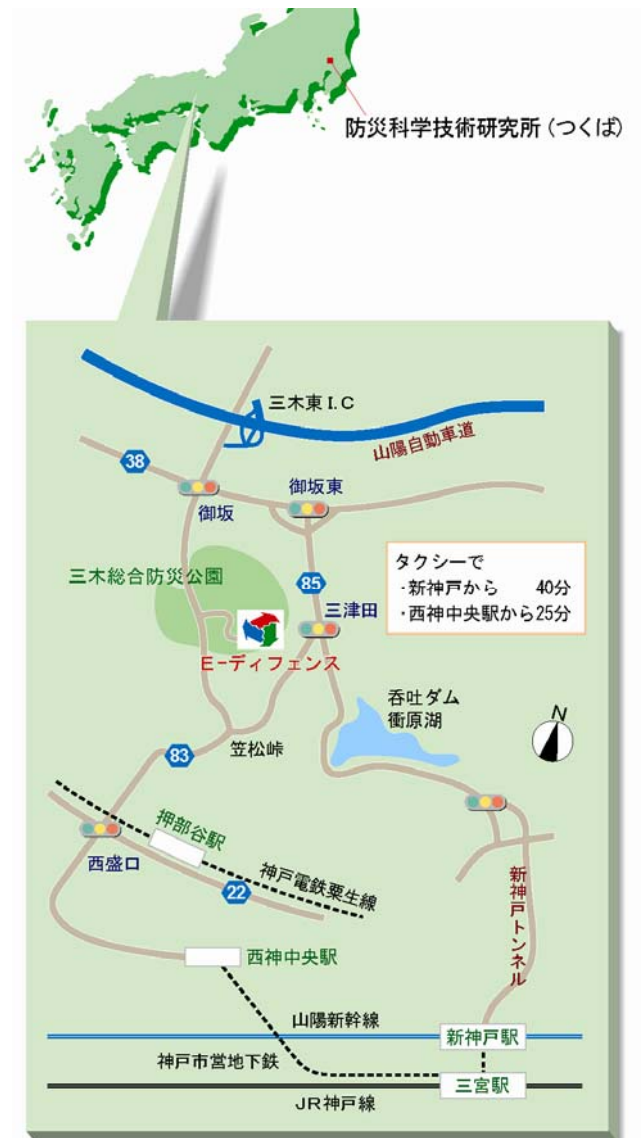 防災科学技術研究所(つくば)
三木東I.C
山陽自動車道
38
御坂東
御坂
三木総合防災公園
85
タクシーで
・新神戸から 40分
・西神中央駅から25分
三津田
E-ディフェンス
呑吐ダム
衝原湖
N
笠松峠
83
押部谷駅
西盛口
神戸電鉄粟生線
22
新神戸トンネル
西神中央駅
山陽新幹線
新神戸駅
神戸市営地下鉄
三宮駅
JR神戸線